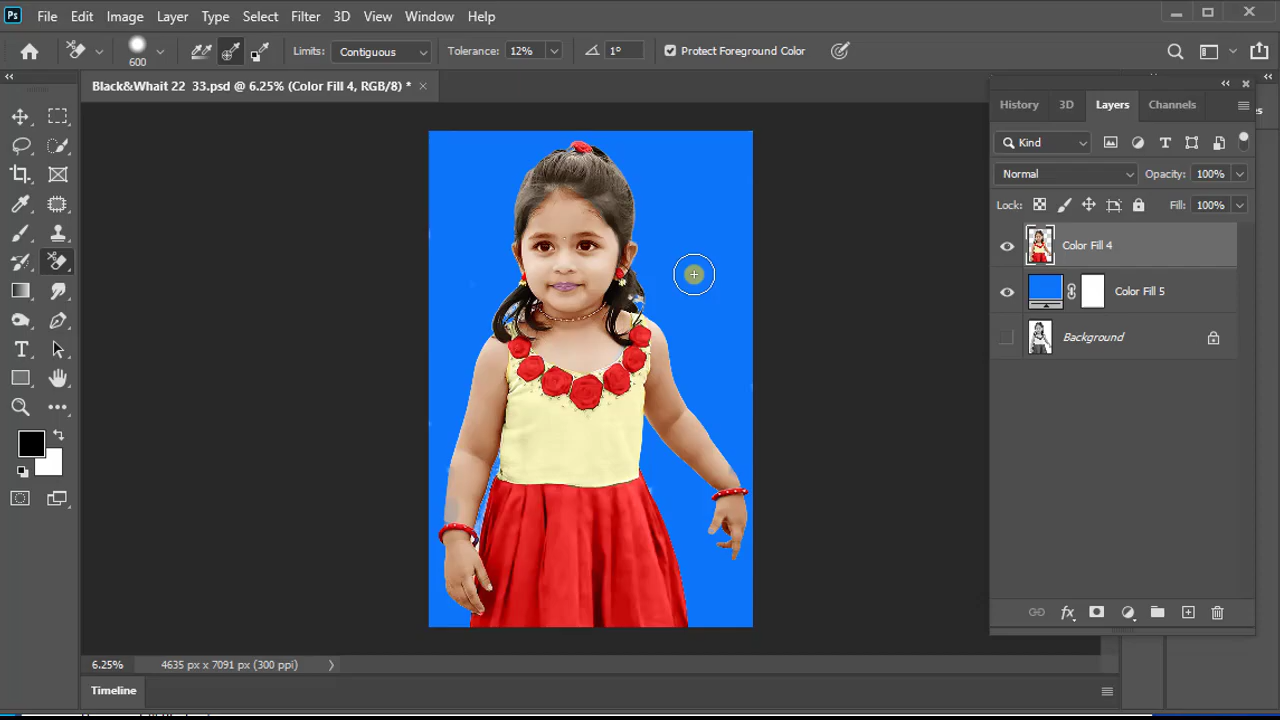 Ps File Edit Image Layer Type Select Filter 3D View Window Help
600 Limits: Contiguous Tolerance: 12% 1° Protect Foreground Color
Black&Whait 22 33.psd @ 6.25% (Color Fill 4, RGB/8) *
History 3D Layers Channels
Kind
Normal Opacity: 100%
Lock: Fill: 100%
Color Fill 4
Color Fill 5
Background
fx
6.25% 4635 px x 7091 px (300 ppi)
Timeline